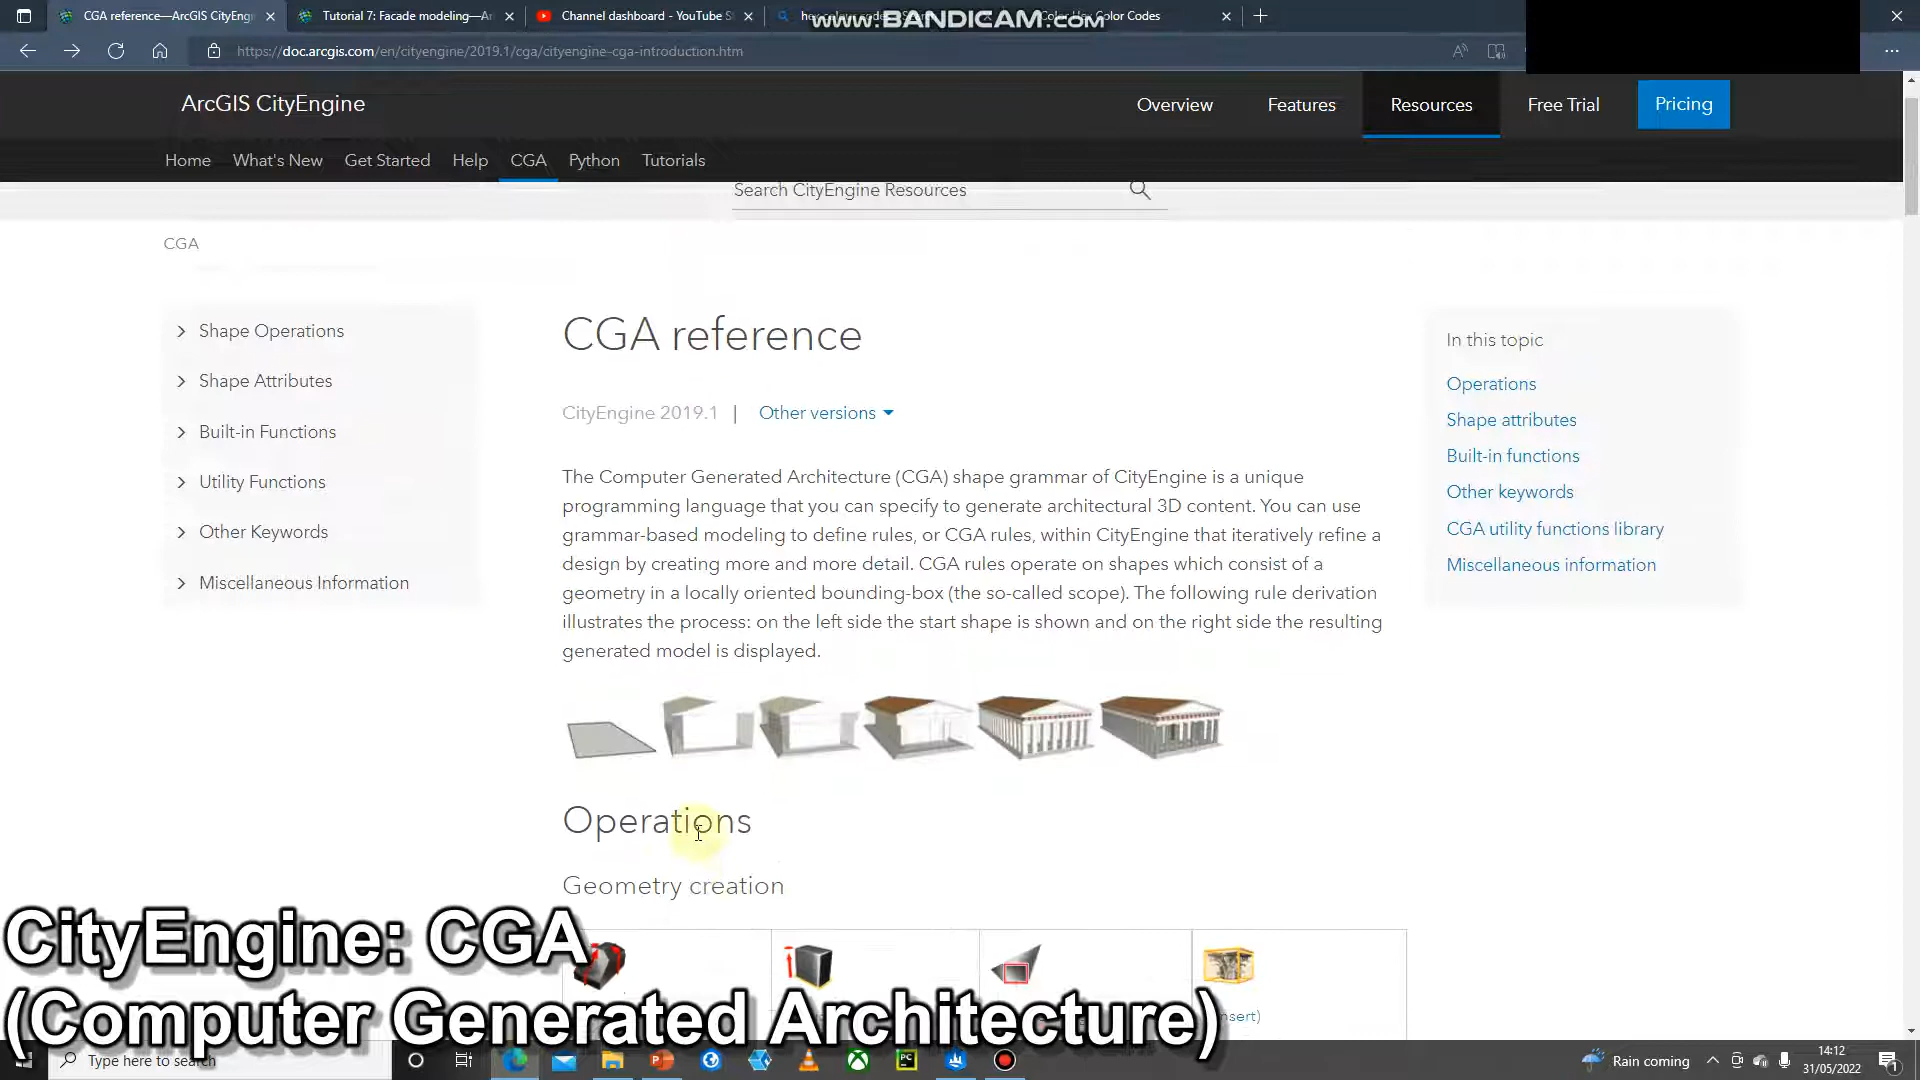 CGA reference—ArcGIS CityEngi
Tutorial 7: Facade modeling—A
Channel dashboard - YouTube S
www.BANDICAM.com
Color Codes
https://doc.arcgis.com/en/cityengine/2019.1/cga/cityengine-cga-introduction.htm
ArcGIS CityEngine
Overview
Features
Resources
Free Trial
Pricing
Home
What's New
Get Started
Help
CGA
Python
Tutorials
Search CityEngine Resources
CGA
Shape Operations
Shape Attributes
Built-in Functions
Utility Functions
Other Keywords
Miscellaneous Information
CGA reference
CityEngine 2019.1 | Other versions
The Computer Generated Architecture (CGA) shape grammar of CityEngine is a unique
programming language that you can specify to generate architectural 3D content. You can use
grammar-based modeling to define rules, or CGA rules, within CityEngine that iteratively refine a
design by creating more and more detail. CGA rules operate on shapes which consist of a
geometry in a locally oriented bounding-box (the so-called scope). The following rule derivation
illustrates the process: on the left side the start shape is shown and on the right side the resulting
generated model is displayed.
In this topic
Operations
Shape attributes
Built-in functions
Other keywords
CGA utility functions library
Miscellaneous information
Operations
Geometry creation
nsert)
CityEngine: CGA
(Computer Generated Architecture)
Type here to search
Rain coming
14:12
31/05/2022